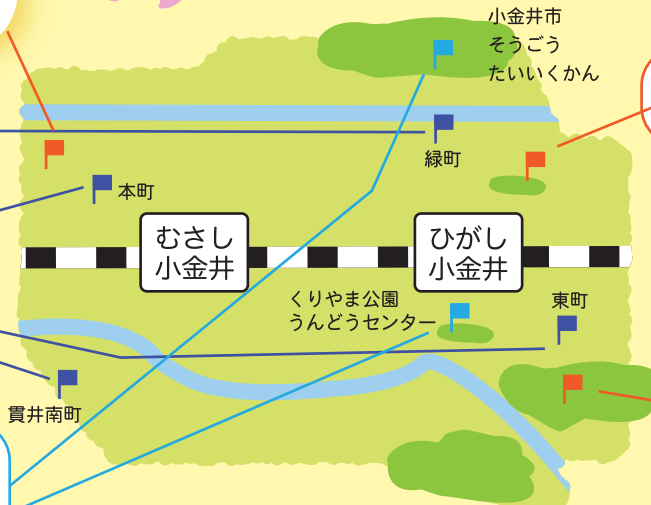 小金井市
そうごう
たいいくかん
緑町
本町
むさし
小金井
ひがし
小金井
くりやま公園
うんどうセンター
東町
貫井南町